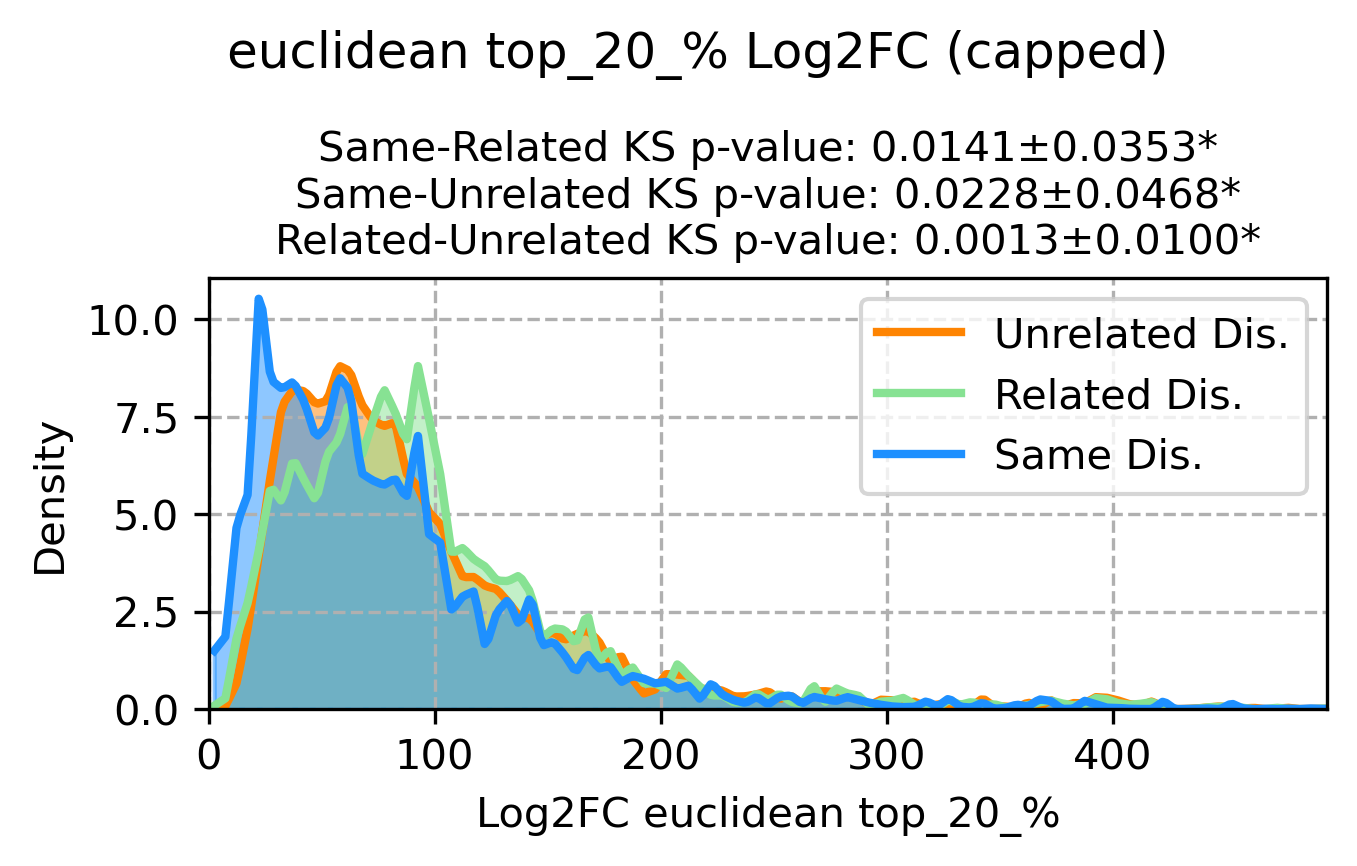 euclidean top_20_% Log2FC (capped)
Same-Related KS p-value: 0.0141±0.0353*
Same-Unrelated KS p-value: 0.0228±0.0468*
Related-Unrelated KS p-value: 0.0013±0.0100*
10.0
7.5
5.0
2.5
0.0
Density
Unrelated Dis.
Related Dis.
Same Dis.
0 100 200 300 400
Log2FC euclidean top_20_%